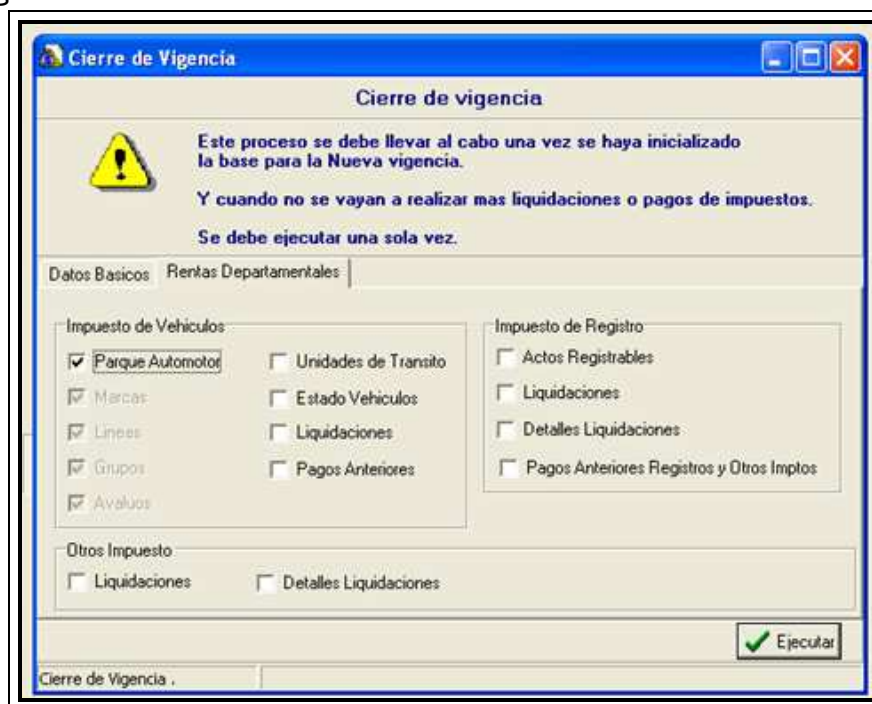 Cierre de Vigencia
Cierre de vigencia
Este proceso se debe llevar al cabo una vez se haya inicializado
la base para la Nueva vigencia.
Y cuando no se vayan a realizar mas liquidaciones o pagos de impuestos.
Se debe ejecutar una sola vez.
Datos Basicos Rentas Departamentales
Impuesto de Vehiculos
Parque Automotor Unidades de Transito
Marcas Estado Vehiculos
Lineas Liquidaciones
Grupos Pagos Anteriores
Avaluos
Impuesto de Registro
Actos Registrables
Liquidaciones
Detalles Liquidaciones
Pagos Anteriores Registros y Otros Imptos
Otros Impuesto
Liquidaciones Detalles Liquidaciones
Ejecutar
Cierre de Vigencia .